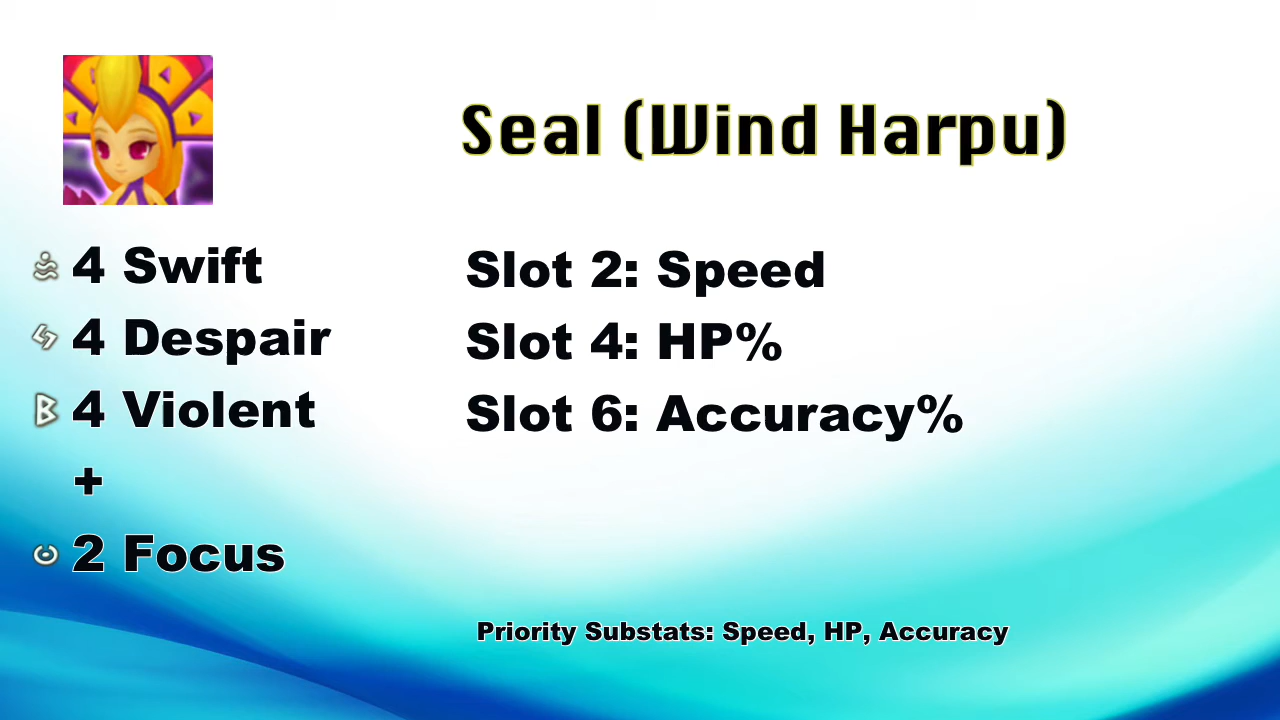 Seal (Wind Harpu)
4 Swift
4 Despair
4 Violent
+
2 Focus
Slot 2: Speed
Slot 4: HP%
Slot 6: Accuracy%
Priority Substats: Speed, HP, Accuracy